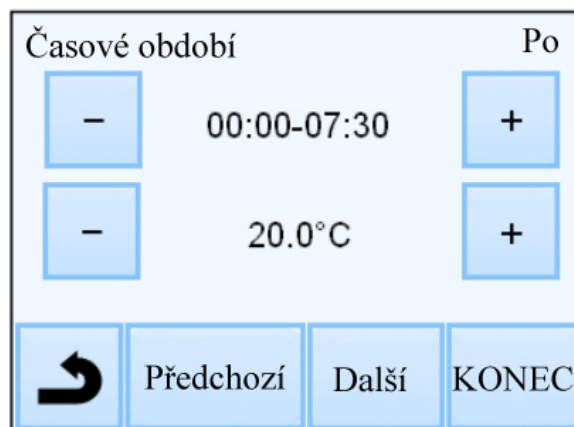 Časové období Po
− 00:00-07:30 +
− 20.0°C +
Předchozí Další KONEC